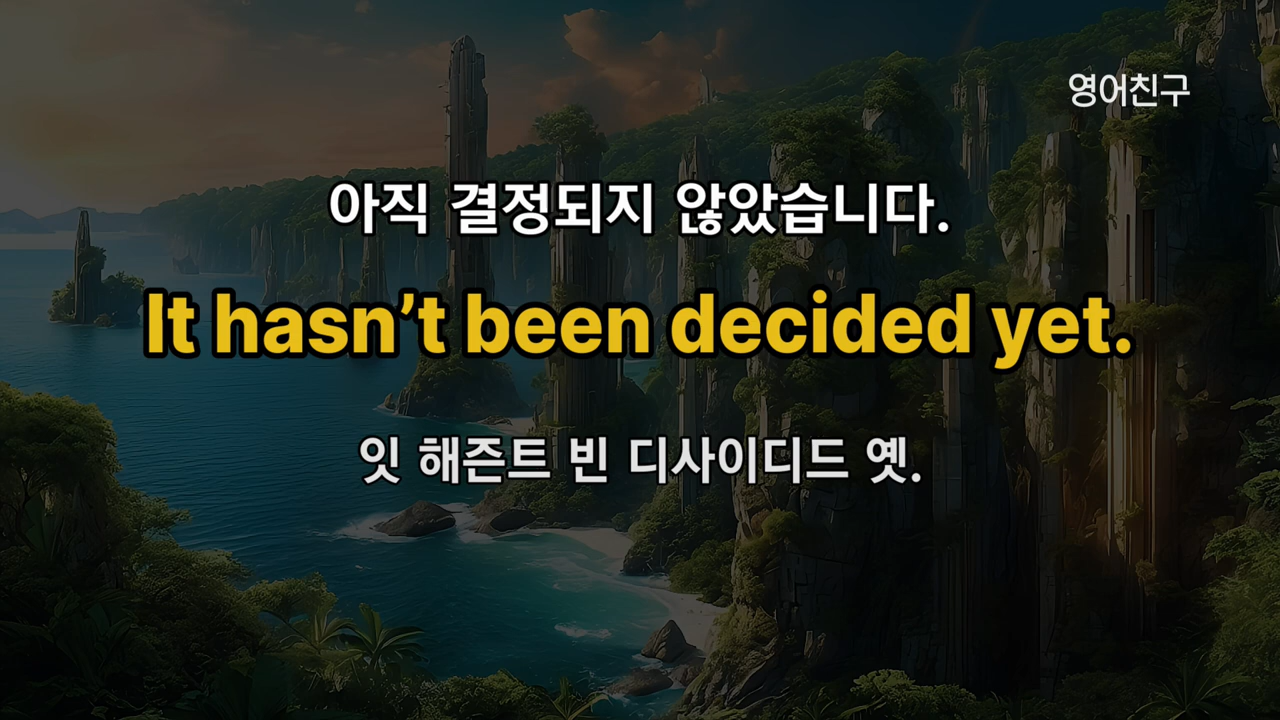 영어친구
아직 결정되지 않았습니다.
It hasn’t been decided yet.
잇 해즌트 빈 디사이디드 옛.